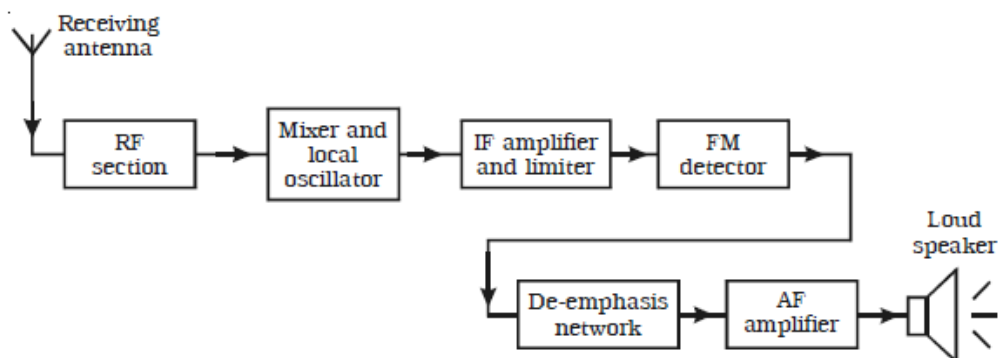 Receiving
antenna
RF
section
Mixer and
local
oscillator
IF amplifier
and limiter
FM
detector
Loud
speaker
De-emphasis
network
AF
amplifier